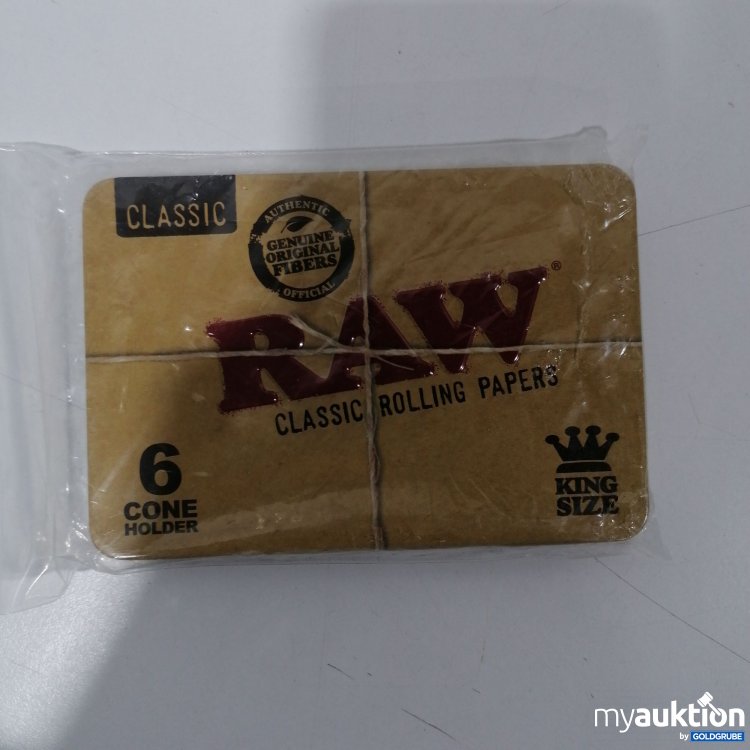 CLASSIC
AUTHENTIC
GENUINE
ORIGINAL
FIBERS
OFFICIAL
RAW®
CLASSIC ROLLING PAPERS
6
CONE
HOLDER
KING
SIZE
myauktion
by GOLDGRUBE